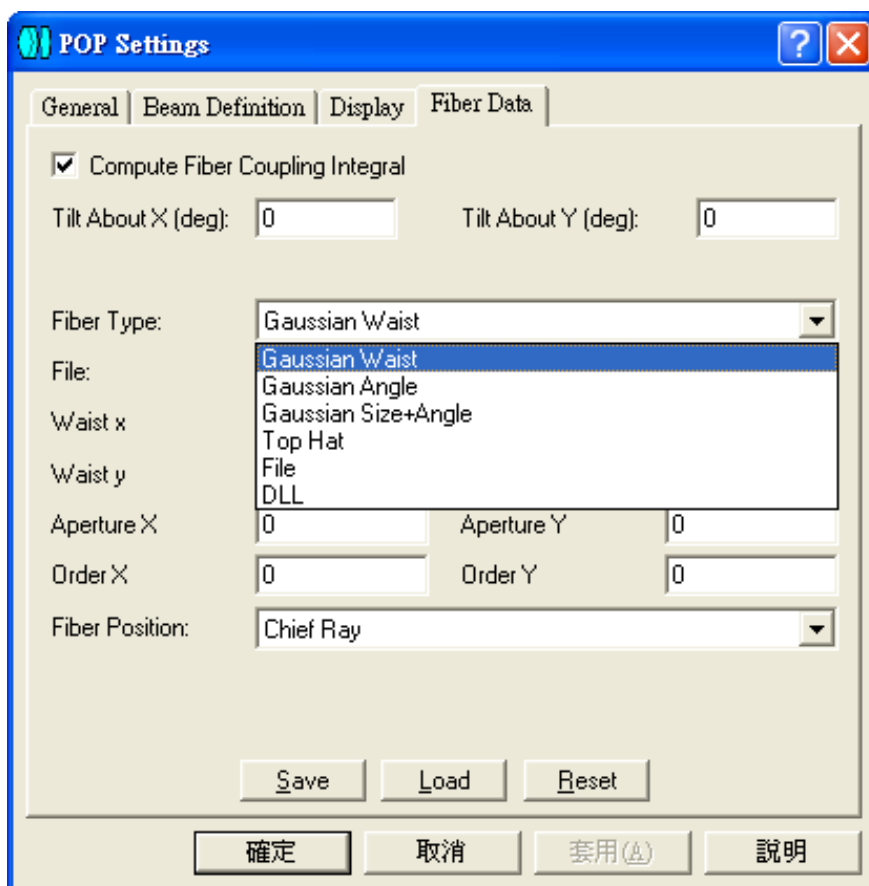 POP Settings
General Beam Definition Display Fiber Data
Compute Fiber Coupling Integral
Tilt About X (deg): 0 Tilt About Y (deg): 0
Fiber Type: Gaussian Waist
File: Gaussian Waist
Gaussian Angle
Waist x Gaussian Size+Angle
Top Hat
Waist y File
DLL
Aperture X 0 Aperture Y 0
Order X 0 Order Y 0
Fiber Position: Chief Ray
Save Load Reset
確定 取消 套用(A) 說明